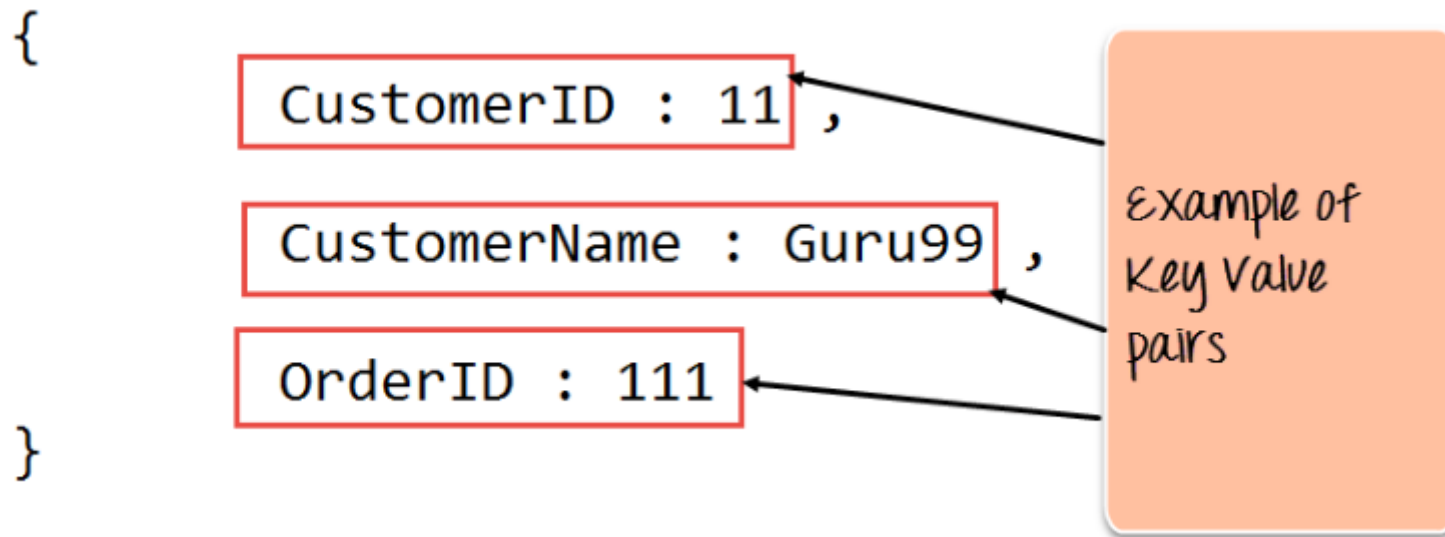 {
CustomerID : 11 ,
CustomerName : Guru99 ,
OrderID : 111
}
Example of
Key Value
pairs